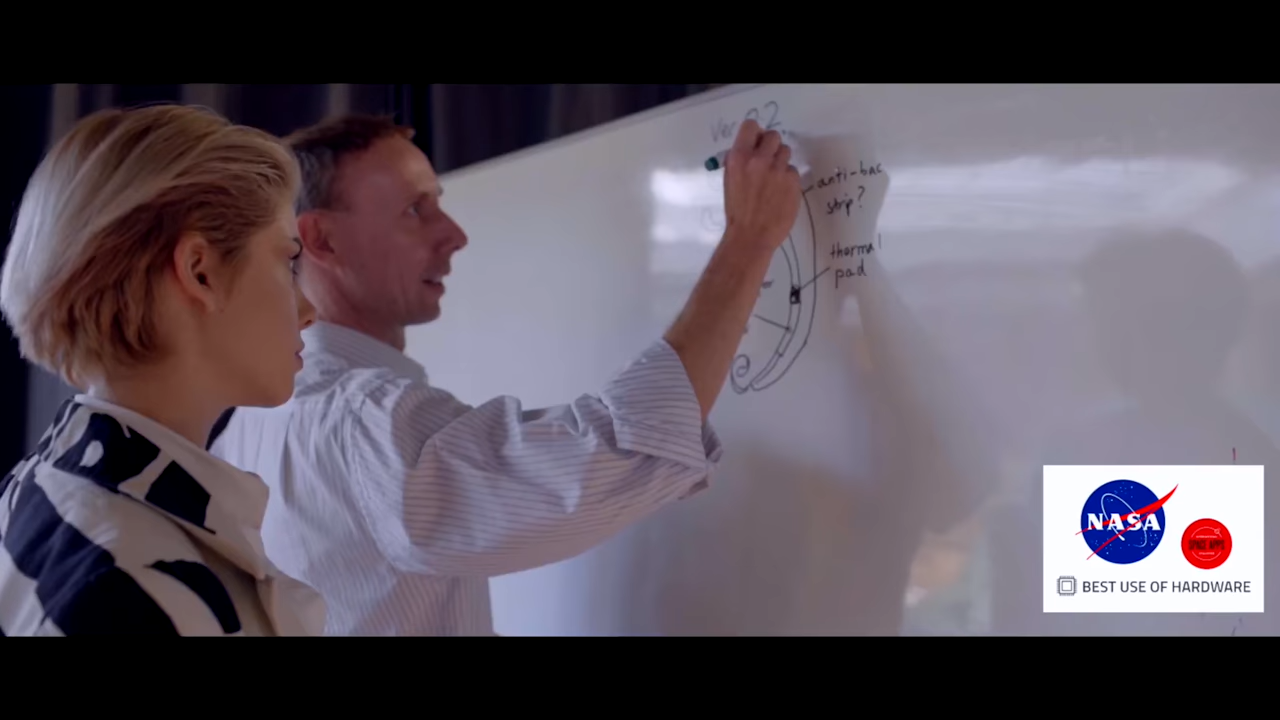 anti-bac
strip?
thermal
pad
NASA
BEST USE OF HARDWARE